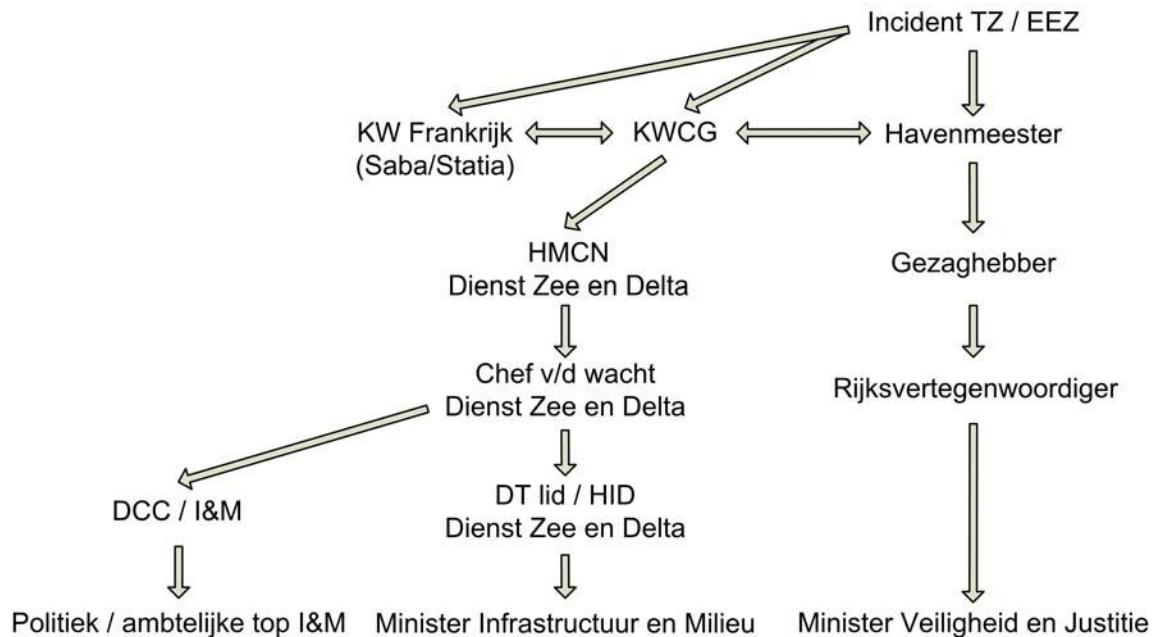 Incident TZ / EEZ
KW Frankrijk
(Saba/Statia)
KWCG
Havenmeester
HMCN
Dienst Zee en Delta
Gezaghebber
Chef v/d wacht
Dienst Zee en Delta
Rijksvertegenwoordiger
DCC / I&M
DT lid / HID
Dienst Zee en Delta
Politiek / ambtelijke top I&M
Minister Infrastructuur en Milieu
Minister Veiligheid en Justitie